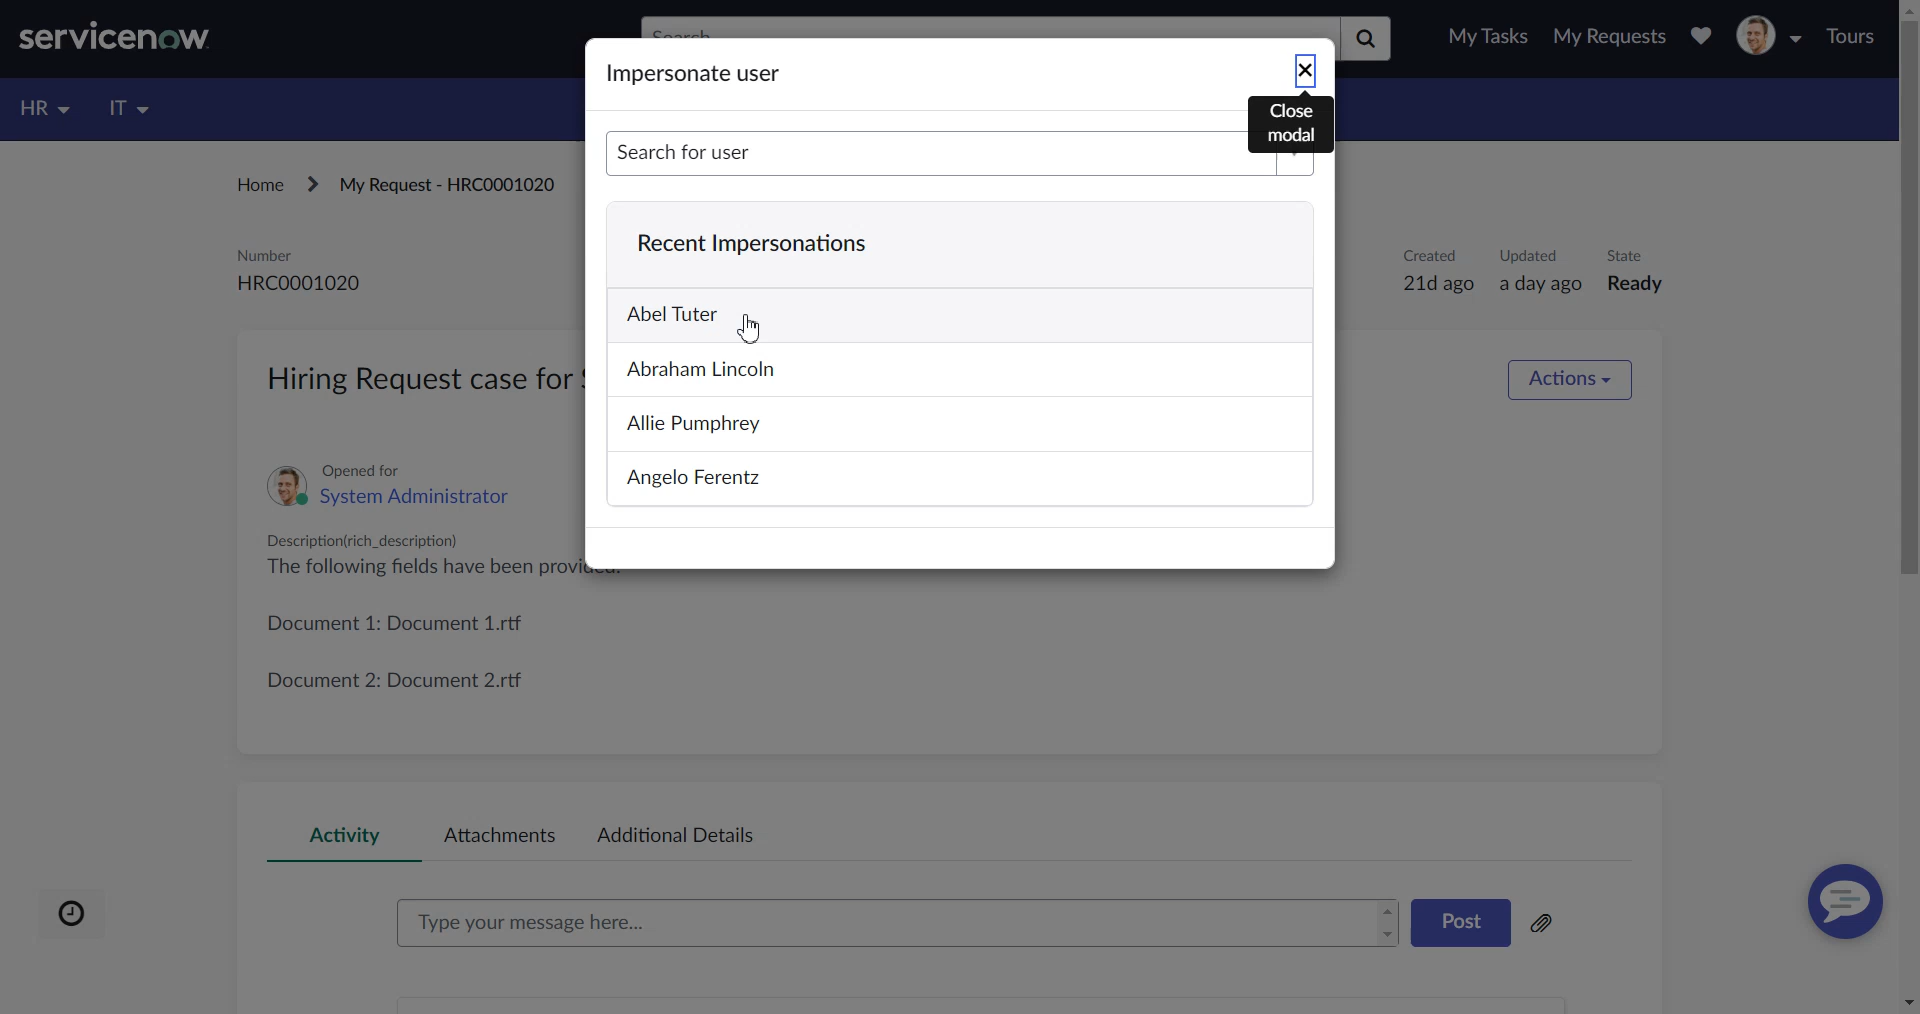 servicenow
Search
My Tasks
My Requests
Tours
HR
IT
Impersonate user
Close
modal
Search for user
Recent Impersonations
Abel Tuter
Abraham Lincoln
Allie Pumphrey
Angelo Ferentz
Home
My Request - HRC0001020
Number
HRC0001020
Created
21d ago
Updated
a day ago
State
Ready
Hiring Request case for
Actions
Opened for
System Administrator
Description(rich_description)
The following fields have been provided:
Document 1: Document 1.rtf
Document 2: Document 2.rtf
Activity
Attachments
Additional Details
Type your message here...
Post